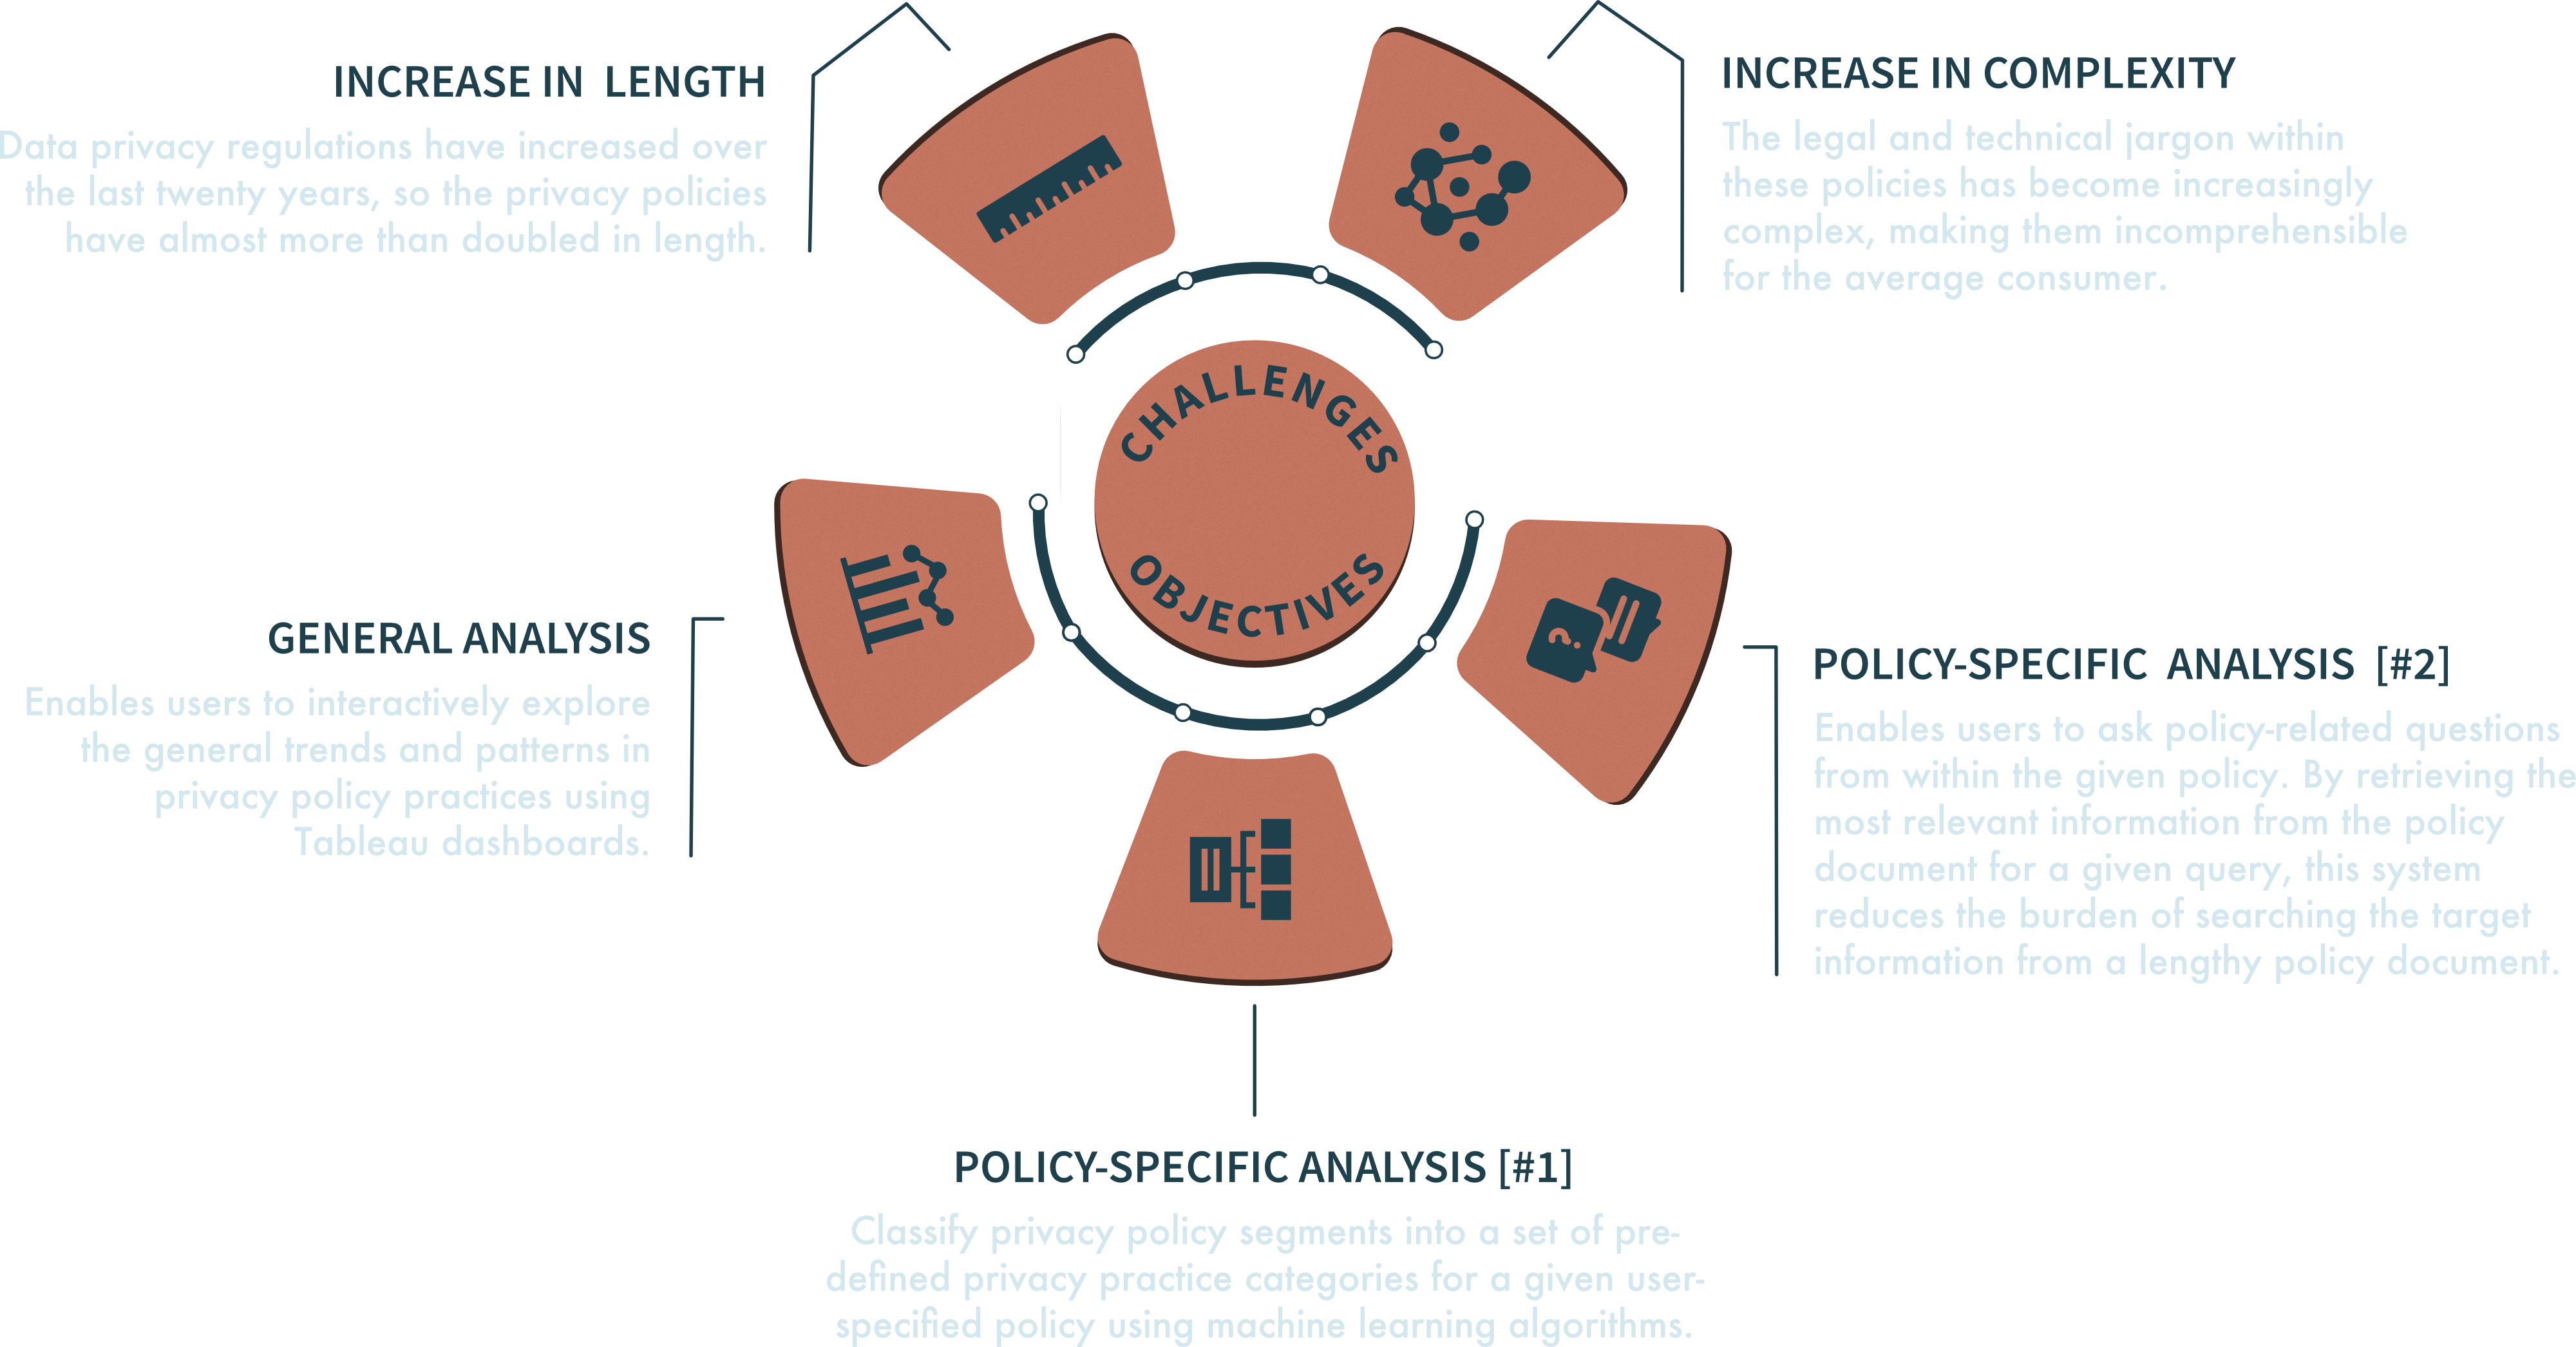 INCREASE IN LENGTH
Data privacy regulations have increased over
the last twenty years, so the privacy policies
have almost more than doubled in length.
INCREASE IN COMPLEXITY
The legal and technical jargon within
these policies has become increasingly
complex, making them incomprehensible
for the average consumer.
CHALLENGES
OBJECTIVES
GENERAL ANALYSIS
Enables users to interactively explore
the general trends and patterns in
privacy policy practices using
Tableau dashboards.
POLICY-SPECIFIC ANALYSIS [#2]
Enables users to ask policy-related questions
from within the given policy. By retrieving the
most relevant information from the policy
document for a given query, this system
reduces the burden of searching the target
information from a lengthy policy document.
POLICY-SPECIFIC ANALYSIS [#1]
Classify privacy policy segments into a set of pre-
defined privacy practice categories for a given user-
specified policy using machine learning algorithms.